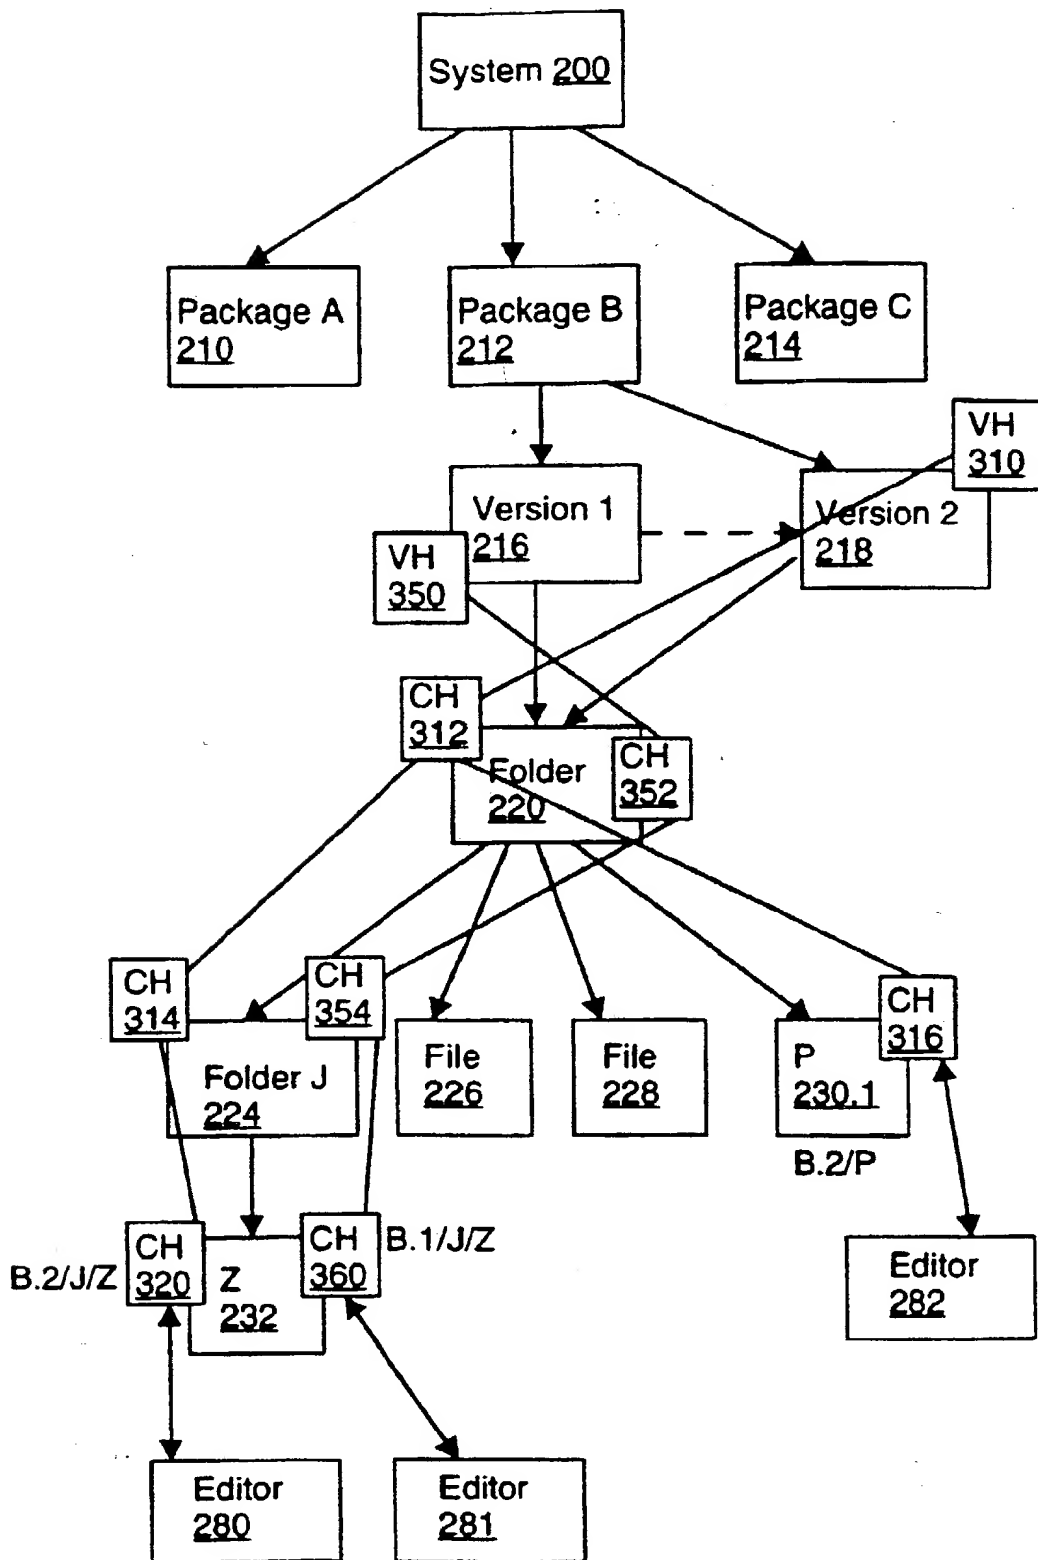 System 200
Package A
210
Package B
212
Package C
214
VH
310
Version 1
216
Version 2
218
VH
350
CH
312
Folder
220
CH
352
CH
314
CH
354
CH
316
Folder J
224
File
226
File
228
P
230.1
B.2/P
B.2/J/Z
CH
320
Z
232
CH
360
B.1/J/Z
Editor
282
Editor
280
Editor
281